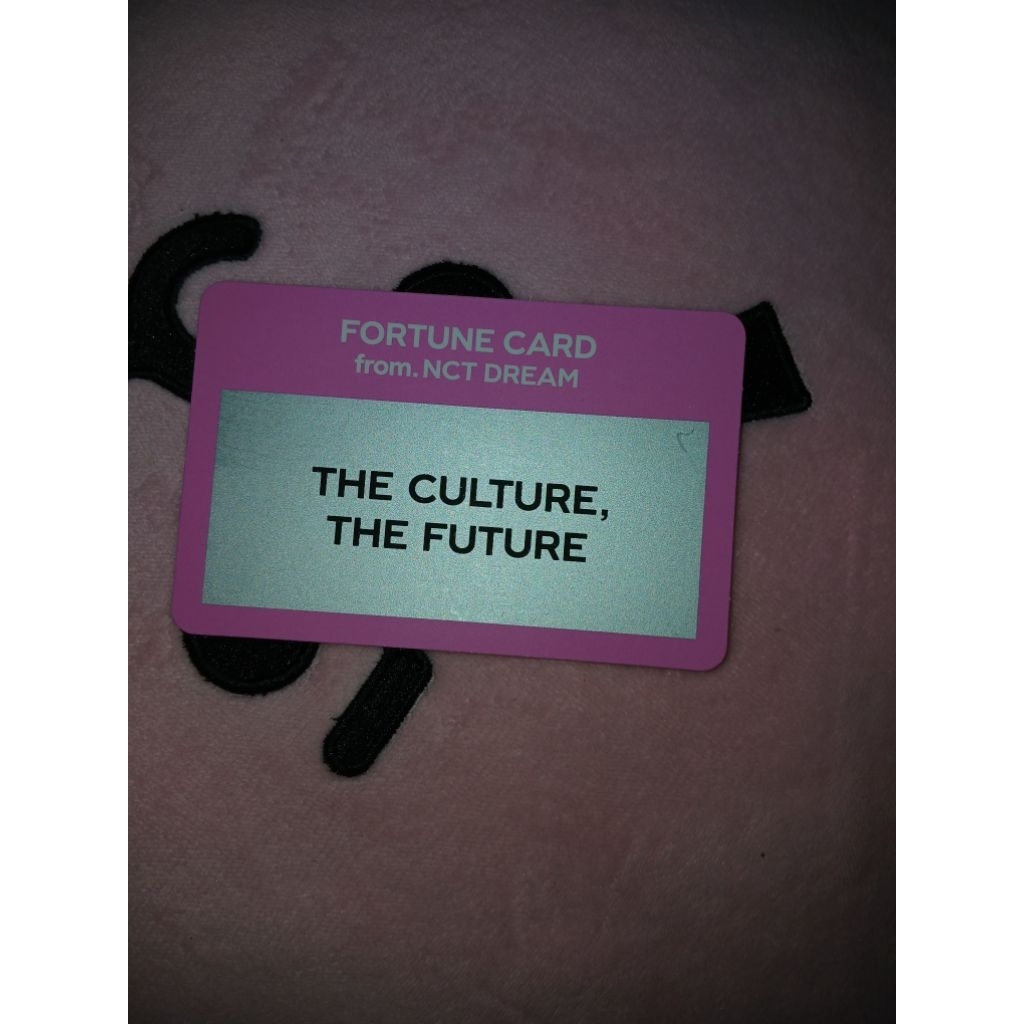 FORTUNE CARD
from. NCT DREAM
THE CULTURE,
THE FUTURE